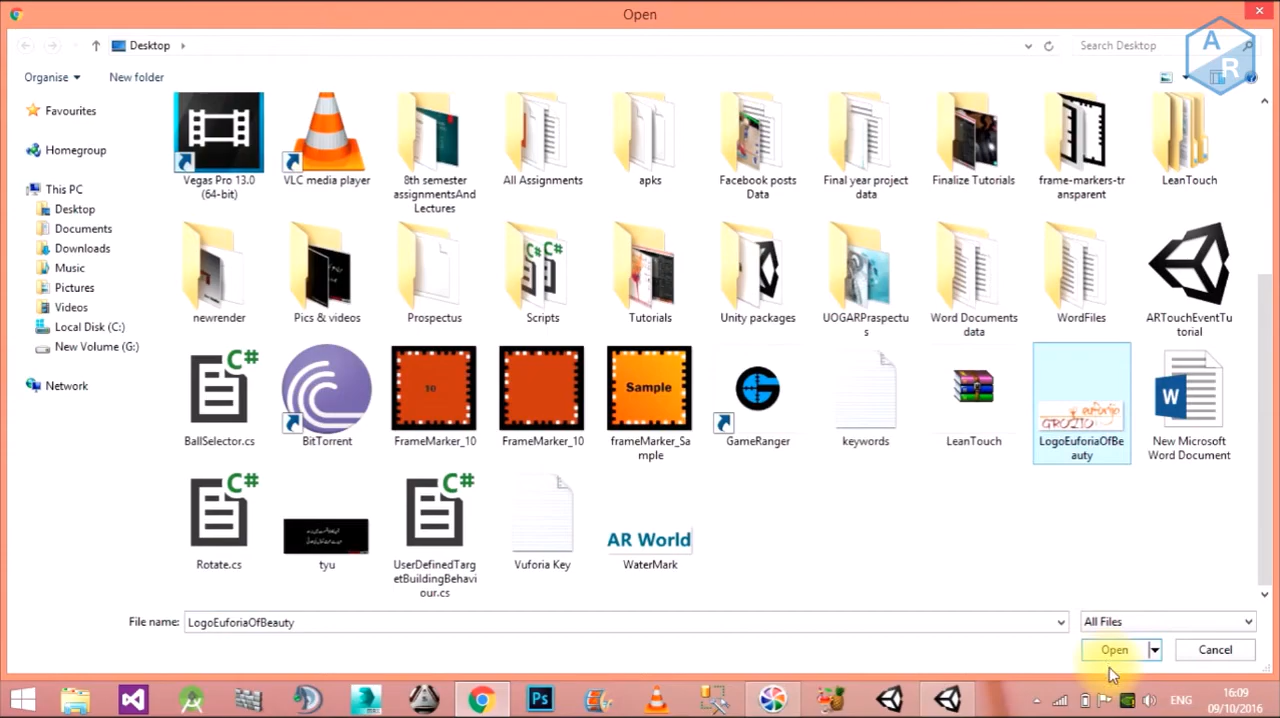 Open
Desktop
Search Desktop
A
R
Organise
New folder
Favourites
Homegroup
This PC
Desktop
Documents
Downloads
Music
Pictures
Videos
Local Disk (C:)
New Volume (G:)
Network
Vegas Pro 13.0
(64-bit)
VLC media player
8th semester
assignmentsAnd
Lectures
All Assignments
apks
Facebook posts
Data
Final year project
data
Finalize Tutorials
frame-markers-tr
ansparent
LeanTouch
newrender
Pics & videos
Prospectus
C# C#
Scripts
Tutorials
Unity packages
UOGARPraspectu
s
Word Documents
data
WordFiles
ARTouchEventTu
torial
C#
BallSelector.cs
BitTorrent
10
FrameMarker_10
FrameMarker_10
Sample
frameMarker_Sa
mple
GameRanger
keywords
LeanTouch
LogoEuforiaOfBe
auty
W
New Microsoft
Word Document
C#
Rotate.cs
tyu
C#
UserDefinedTarg
etBuildingBehavi
our.cs
Vuforia Key
AR World
WaterMark
File name:
LogoEuforiaOfBeauty
All Files
Open
Cancel
Ps
ENG
16:09
09/10/2016